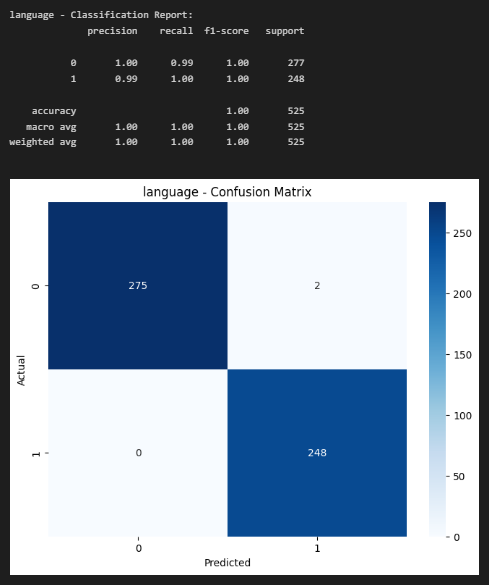 language - Classification Report:
precision recall f1-score support
0 1.00 0.99 1.00 277
1 0.99 1.00 1.00 248
accuracy 1.00 525
macro avg 1.00 1.00 1.00 525
weighted avg 1.00 1.00 1.00 525
language - Confusion Matrix
275 2
0 248
0
1
Actual
0 1
Predicted
250
200
150
100
50
0